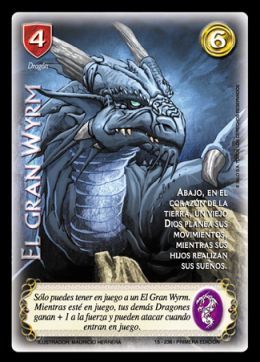 4
6
Dragón
EL GRAN WYRM
ABAJO, EN EL
CORAZÓN DE LA
TIERRA, UN VIEJO
DIOS PLANEA SUS
MOVIMIENTOS,
MIENTRAS SUS
HIJOS REALIZAN
SUS SUEÑOS.
Sólo puedes tener en juego a un El Gran Wyrm.
Mientras esté en juego, tus demás Dragones
ganan + 1 a la fuerza y pueden atacar cuando
entran en juego.
ILUSTRACIÓN: MAURICIO HERRERA
PRIMERA EDICIÓN